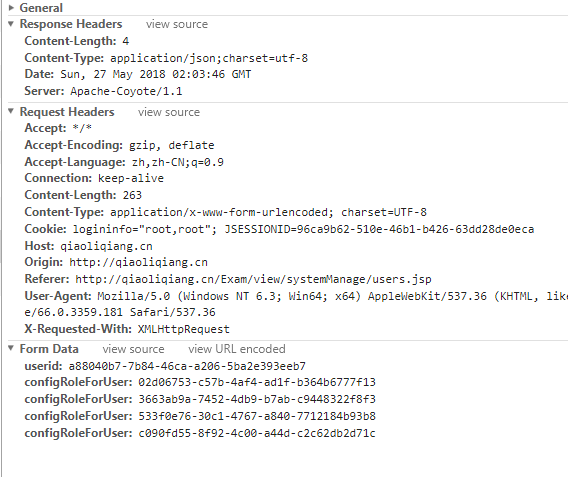 General
Response Headers view source
Content-Length: 4
Content-Type: application/json;charset=utf-8
Date: Sun, 27 May 2018 02:03:46 GMT
Server: Apache-Coyote/1.1
Request Headers view source
Accept: */*
Accept-Encoding: gzip, deflate
Accept-Language: zh,zh-CN;q=0.9
Connection: keep-alive
Content-Length: 263
Content-Type: application/x-www-form-urlencoded; charset=UTF-8
Cookie: logininfo="root,root"; JSESSIONID=96ca9b62-510e-46b1-b426-63dd28de0eca
Host: qiaoliqiang.cn
Origin: http://qiaoliqiang.cn
Referer: http://qiaoliqiang.cn/Exam/view/systemManage/users.jsp
User-Agent: Mozilla/5.0 (Windows NT 6.3; Win64; x64) AppleWebKit/537.36 (KHTML, lik
e/66.0.3359.181 Safari/537.36
X-Requested-With: XMLHttpRequest
Form Data view source view URL encoded
userid: a88040b7-7b84-46ca-a206-5ba2e393eeb7
configRoleForUser: 02d06753-c57b-4af4-ad1f-b364b6777f13
configRoleForUser: 3663ab9a-7452-4db9-b7ab-c9448322f8f3
configRoleForUser: 533f0e76-30c1-4767-a840-7712184b93b8
configRoleForUser: c090fd55-8f92-4c00-a44d-c2c62db2d71c